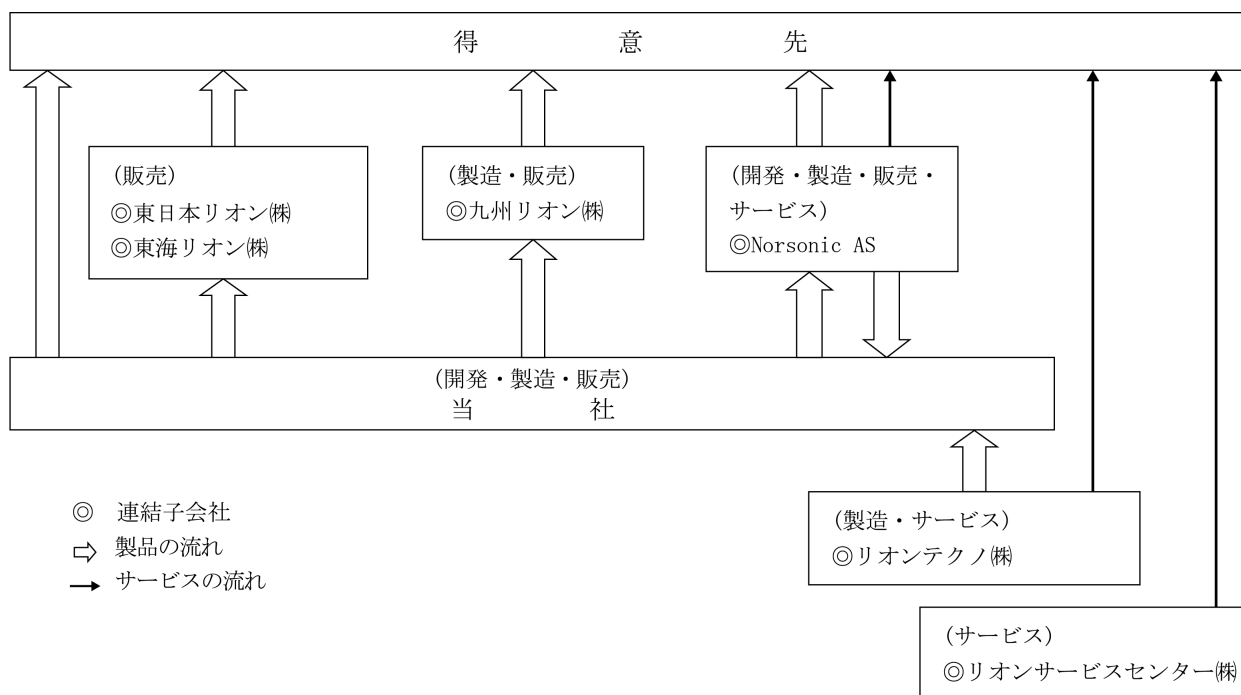 得意先
(販売)
◎東日本リオン㈱
◎東海リオン㈱
(製造・販売)
◎九州リオン㈱
(開発・製造・販売・
サービス)
◎Norsonic AS
(開発・製造・販売)
当社
◎ 連結子会社
製品の流れ
サービスの流れ
(製造・サービス)
◎リオンテクノ㈱
(サービス)
◎リオンサービスセンター㈱